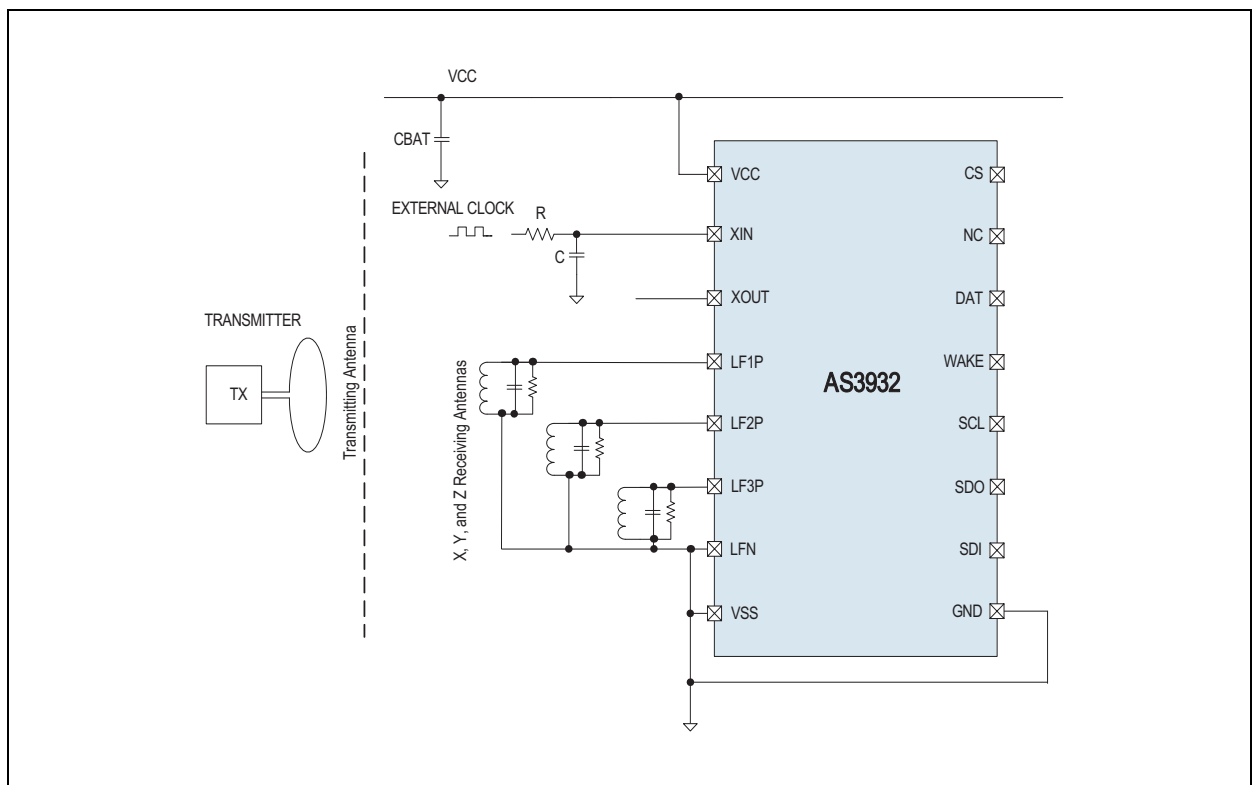 VCC
CBAT
EXTERNAL CLOCK
R
C
TRANSMITTER
TX
Transmitting Antenna
X, Y, and Z Receiving Antennas
AS3932
VCC
XIN
XOUT
LF1P
LF2P
LF3P
LFN
VSS
CS
NC
DAT
WAKE
SCL
SDO
SDI
GND